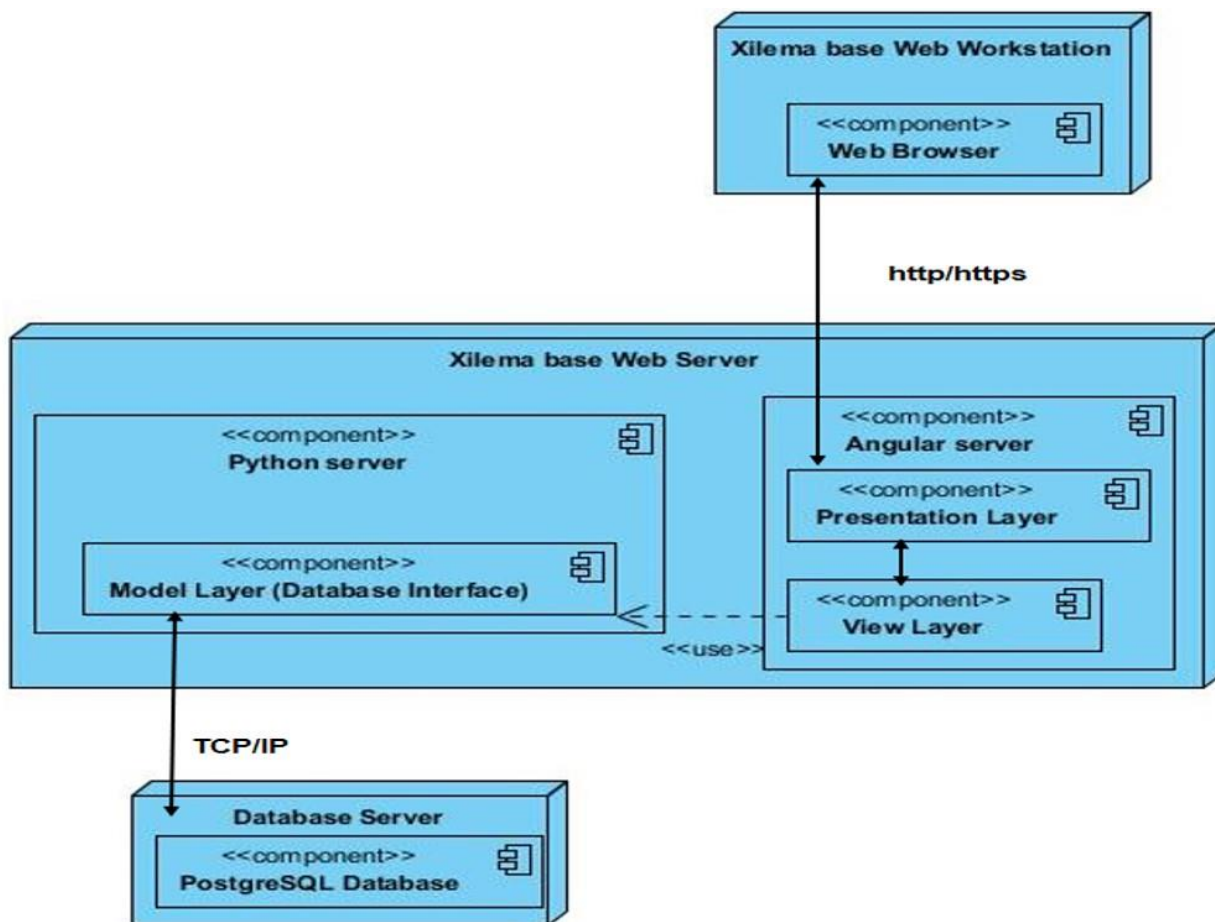 Xilema base Web Workstation
<<component>>
Web Browser
http/https
Xilema base Web Server
<<component>>
Python server
<<component>>
Model Layer (Database Interface)
<<component>>
Angular server
<<component>>
Presentation Layer
<<component>>
View Layer
<<use>>
TCP/IP
Database Server
<<component>>
PostgreSQL Database